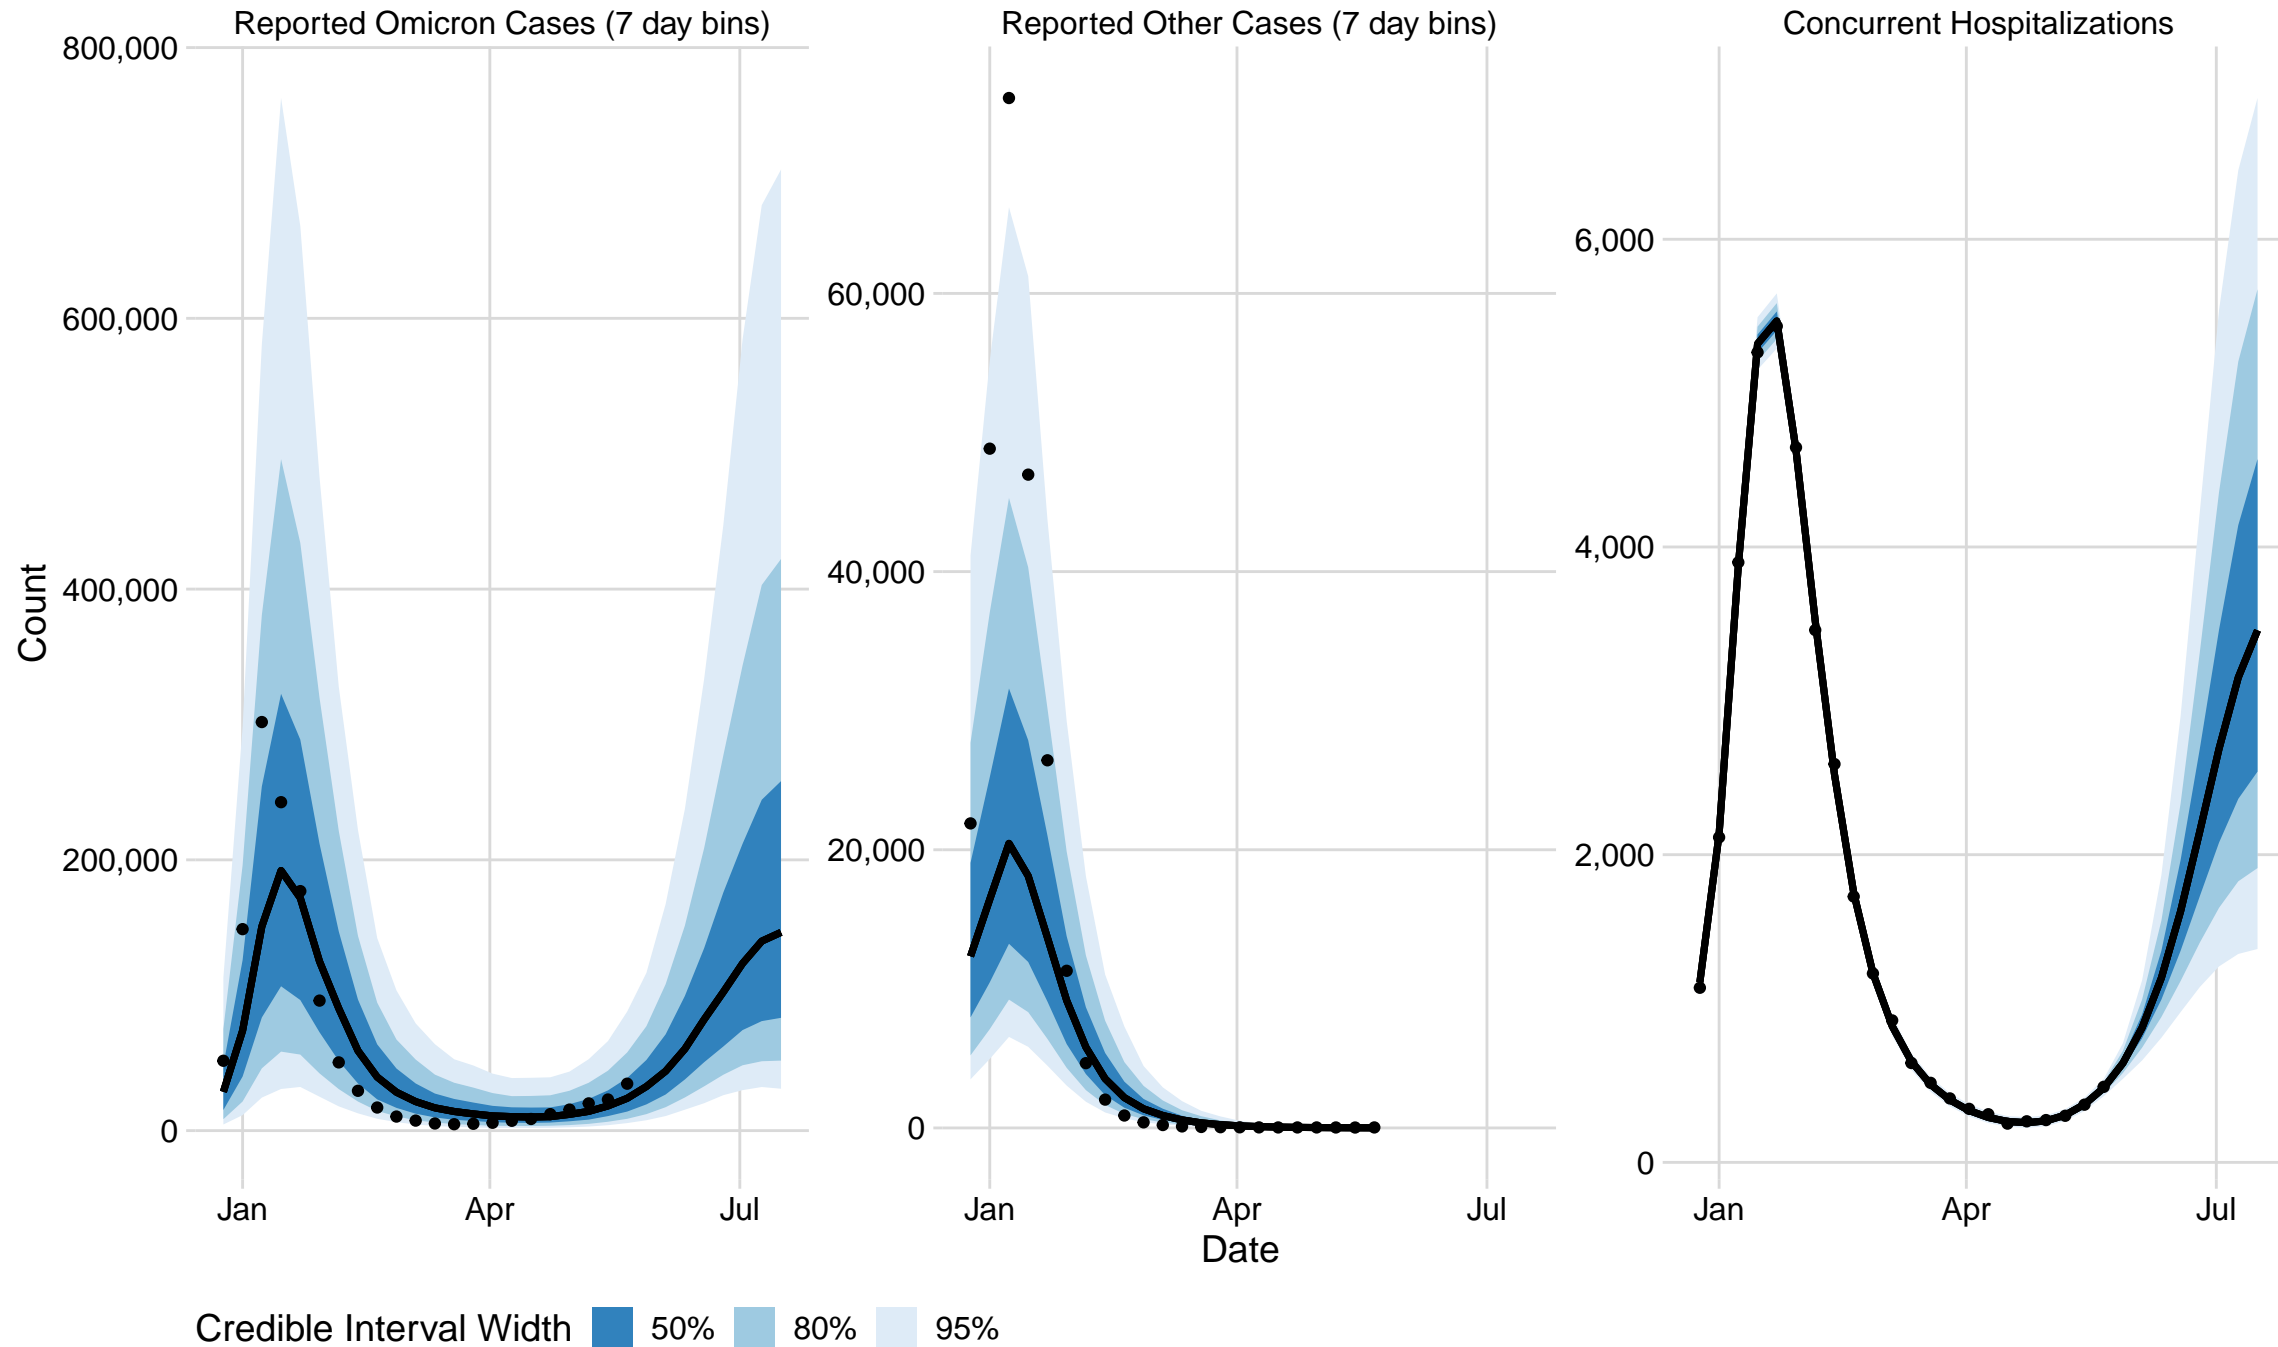 Reported Omicron Cases (7 day bins)
Reported Other Cases (7 day bins)
Concurrent Hospitalizations
Count
800,000
600,000
400,000
200,000
0
60,000
40,000
20,000
0
6,000
4,000
2,000
0
Jan Apr Jul
Jan Apr Jul
Jan Apr Jul
Date
Credible Interval Width 50% 80% 95%